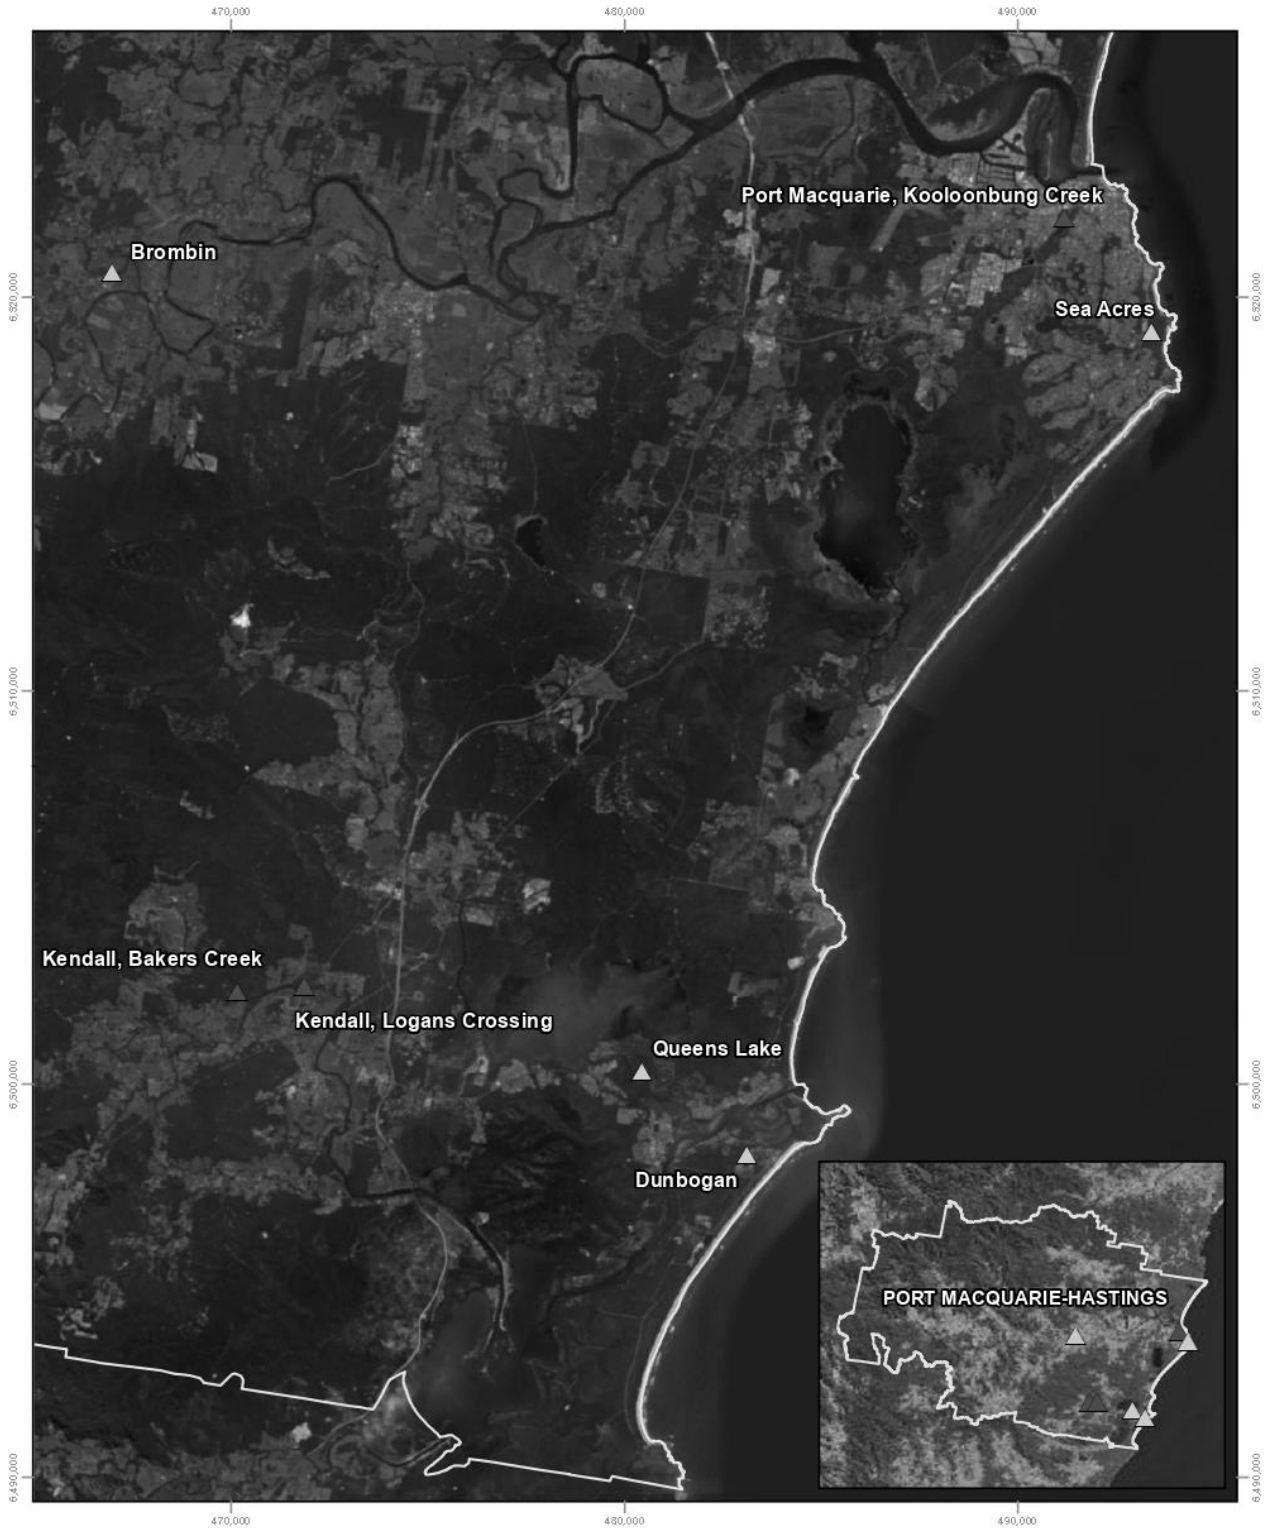 470,000
480,000
490,000
Port Macquarie, Kooloonbung Creek
Brombin
6,520,000
6,520,000
Sea Acres
6,510,000
6,510,000
Kendall, Bakers Creek
Kendall, Logans Crossing
Queens Lake
6,500,000
6,500,000
Dunbogan
PORT MACQUARIE-HASTINGS
6,490,000
6,490,000
470,000
480,000
490,000